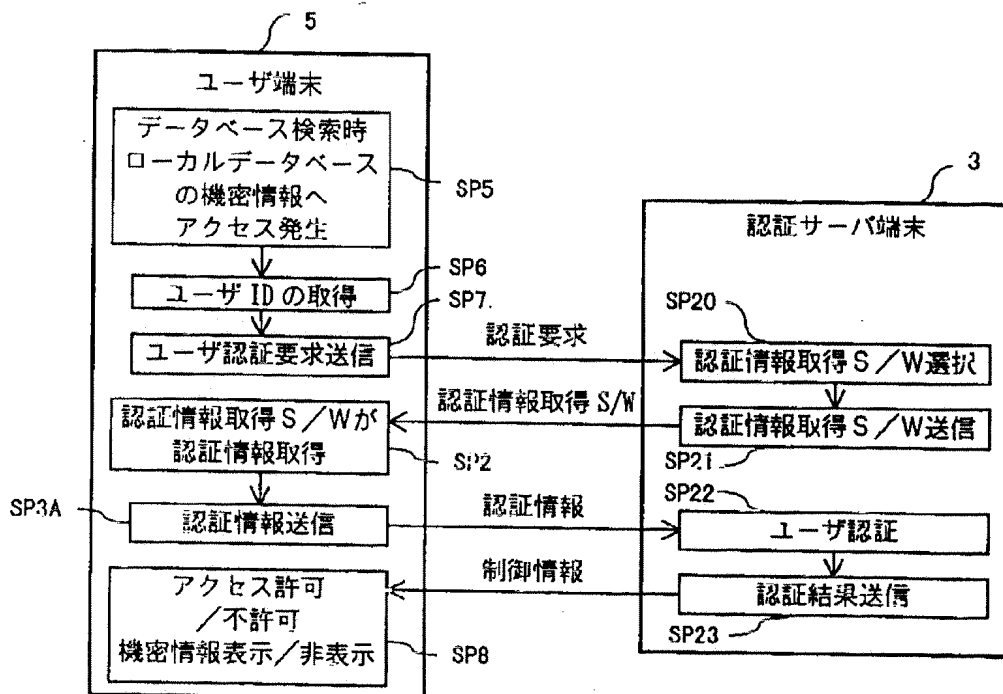 5
ユーザ端末
データベース検索時
ローカルデータベース
の機密情報へ
アクセス発生
SP5
ユーザIDの取得
SP6
ユーザ認証要求送信
SP7
認証要求
3
認証サーバ端末
SP20
認証情報取得S/W選択
認証情報取得S/W
認証情報取得S/W送信
SP21
認証情報取得S/Wが
認証情報取得
SP2
SP3A
認証情報送信
認証情報
SP22
ユーザ認証
制御情報
認証結果送信
SP23
アクセス許可
/不許可
機密情報表示/非表示
SP8